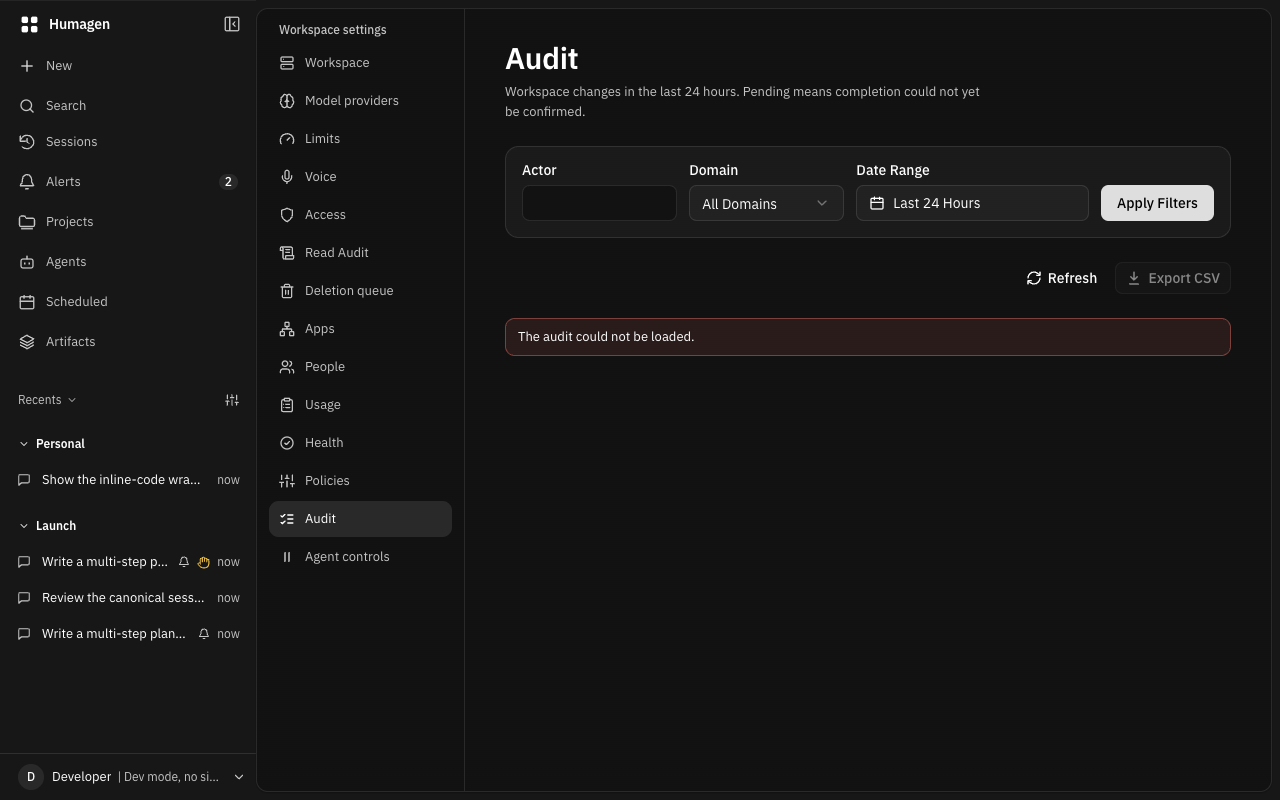 Humagen
New
Search
Sessions
Alerts 2
Projects
Agents
Scheduled
Artifacts
Recents
Personal
Show the inline-code wra... now
Launch
Write a multi-step p... now
Review the canonical sess... now
Write a multi-step plan... now
D Developer | Dev mode, no si...
Workspace settings
Workspace
Model providers
Limits
Voice
Access
Read Audit
Deletion queue
Apps
People
Usage
Health
Policies
Audit
Agent controls
Audit
Workspace changes in the last 24 hours. Pending means completion could not yet
be confirmed.
Actor Domain Date Range
All Domains Last 24 Hours Apply Filters
Refresh Export CSV
The audit could not be loaded.